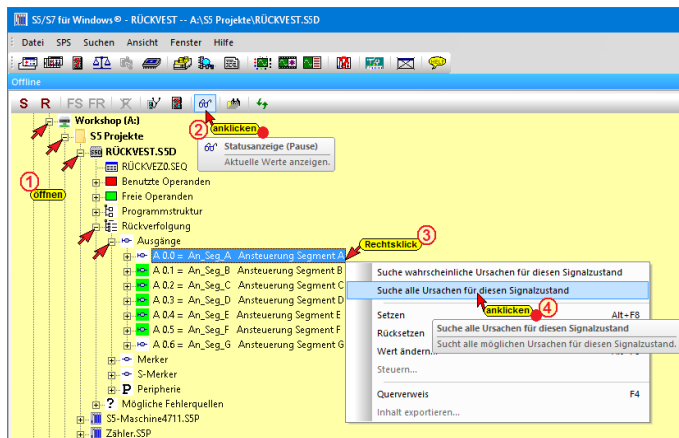 S5/S7 für Windows® - RÜCKVEST -- A:\S5 Projekte\RÜCKVEST.S5D
Datei SPS Suchen Ansicht Fenster Hilfe
Offline
S R FS FR
Workshop (A:)
2 anklicken
S5 Projekte
Statusanzeige (Pause)
RÜCKVEST.S5D
Aktuelle Werte anzeigen.
RÜCKVEZ0.SEQ
1
Benutzte Operanden
öffnen
Freie Operanden
Programmstruktur
Rückverfolgung
3
Ausgänge
Rechtsklick
A 0.0 = An_Seg_A Ansteuerung Segment A
A 0.1 = An_Seg_B Ansteuerung Segment B
A 0.2 = An_Seg_C Ansteuerung Segment C
A 0.3 = An_Seg_D Ansteuerung Segment D
A 0.4 = An_Seg_E Ansteuerung Segment E
A 0.5 = An_Seg_F Ansteuerung Segment F
A 0.6 = An_Seg_G Ansteuerung Segment G
Merker
S-Merker
P Peripherie
? Mögliche Fehlerquellen
S5-Maschine4711.S5P
Zähler.S5P
Suche wahrscheinliche Ursachen für diesen Signalzustand
Suche alle Ursachen für diesen Signalzustand
anklicken 4
Setzen Alt+F8
Rücksetzen
Suche alle Ursachen für diesen Signalzustand
Sucht alle möglichen Ursachen für diesen Signalzustand.
Wert ändern...
Steuern...
Querverweis F4
Inhalt exportieren...